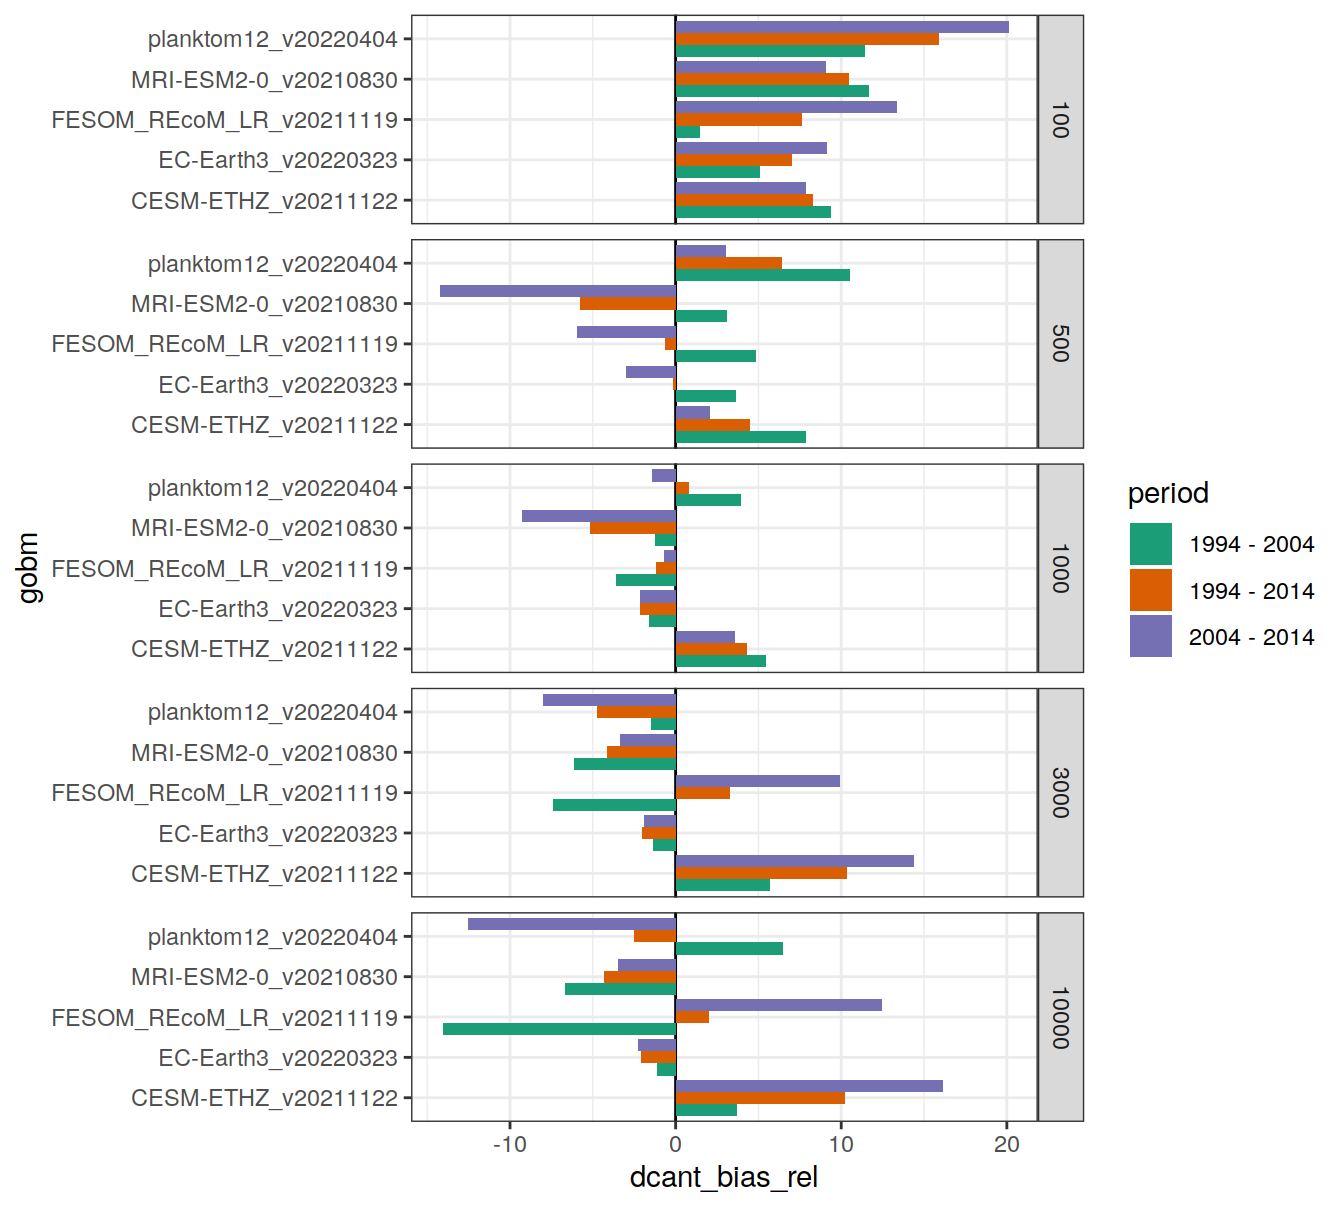 planktom12_v20220404
MRI-ESM2-0_v20210830
FESOM_REcoM_LR_v20211119
EC-Earth3_v20220323
CESM-ETHZ_v20211122
100
planktom12_v20220404
MRI-ESM2-0_v20210830
FESOM_REcoM_LR_v20211119
EC-Earth3_v20220323
CESM-ETHZ_v20211122
500
planktom12_v20220404
MRI-ESM2-0_v20210830
FESOM_REcoM_LR_v20211119
EC-Earth3_v20220323
CESM-ETHZ_v20211122
1000
planktom12_v20220404
MRI-ESM2-0_v20210830
FESOM_REcoM_LR_v20211119
EC-Earth3_v20220323
CESM-ETHZ_v20211122
3000
planktom12_v20220404
MRI-ESM2-0_v20210830
FESOM_REcoM_LR_v20211119
EC-Earth3_v20220323
CESM-ETHZ_v20211122
10000
gobm
-10 0 10 20
dcant_bias_rel
period
1994 - 2004
1994 - 2014
2004 - 2014